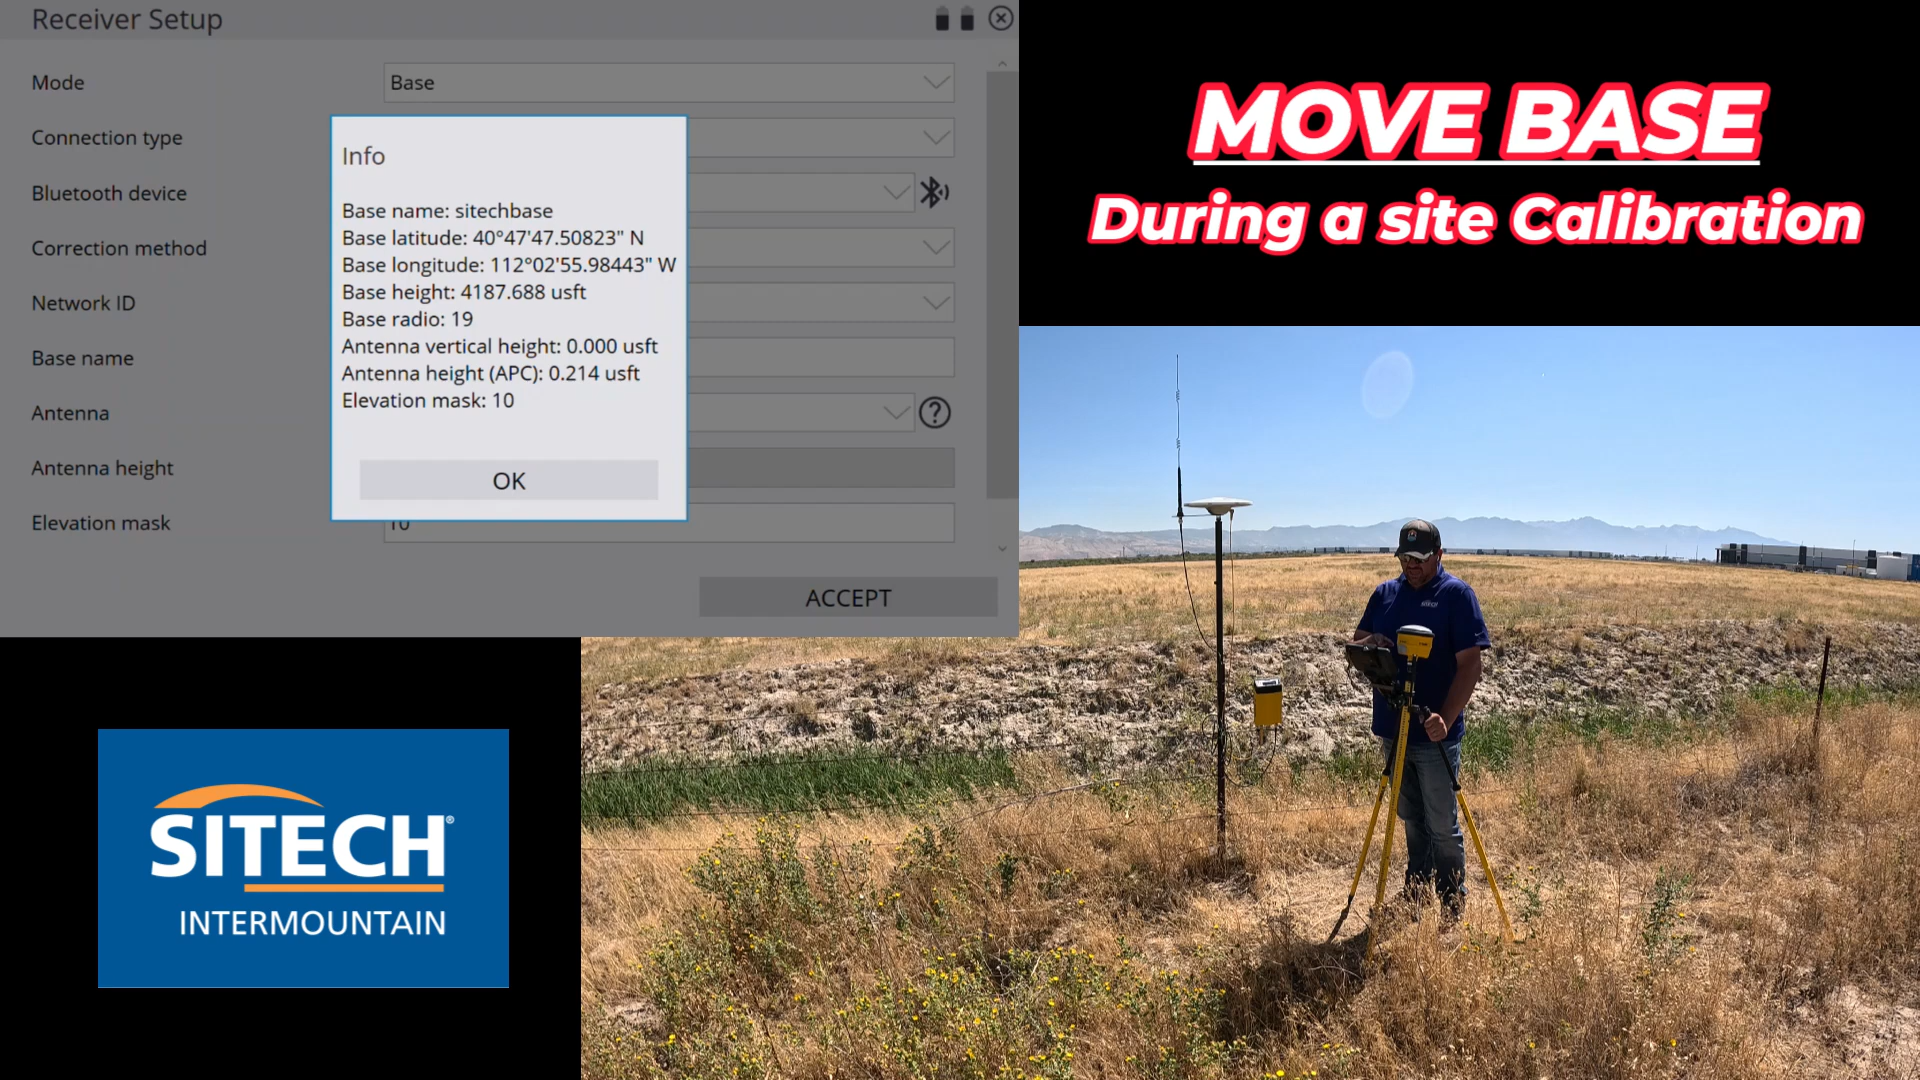 Receiver Setup
Mode
Base
Connection type
Bluetooth device
Correction method
Network ID
Base name
Antenna
Antenna height
Elevation mask
10
Info
Base name: sitechbase
Base latitude: 40°47'47.50823" N
Base longitude: 112°02'55.98443" W
Base height: 4187.688 usft
Base radio: 19
Antenna vertical height: 0.000 usft
Antenna height (APC): 0.214 usft
Elevation mask: 10
OK
ACCEPT
MOVE BASE
During a site Calibration
SITECH®
INTERMOUNTAIN
SITECH